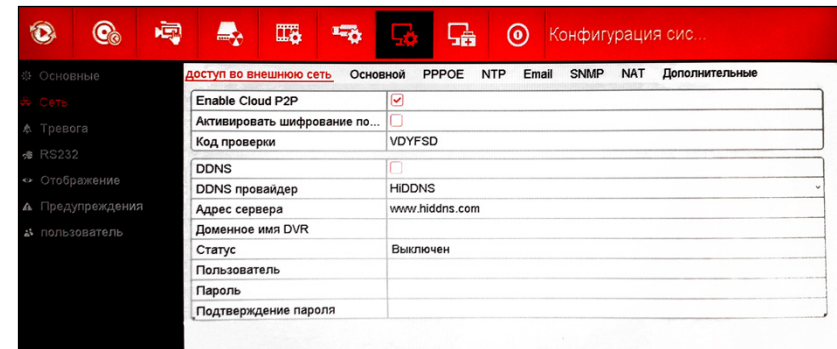 Конфигурация сис...
Основные
Сеть
Тревога
RS232
Отображение
Предупреждения
пользователь
доступ во внешнюю сеть Основной PPPOE NTP Email SNMP NAT Дополнительные
Enable Cloud P2P
Активировать шифрование по...
Код проверки VDYFSD
DDNS
DDNS провайдер HiDDNS
Адрес сервера www.hiddns.com
Доменное имя DVR
Статус Выключен
Пользователь
Пароль
Подтверждение пароля